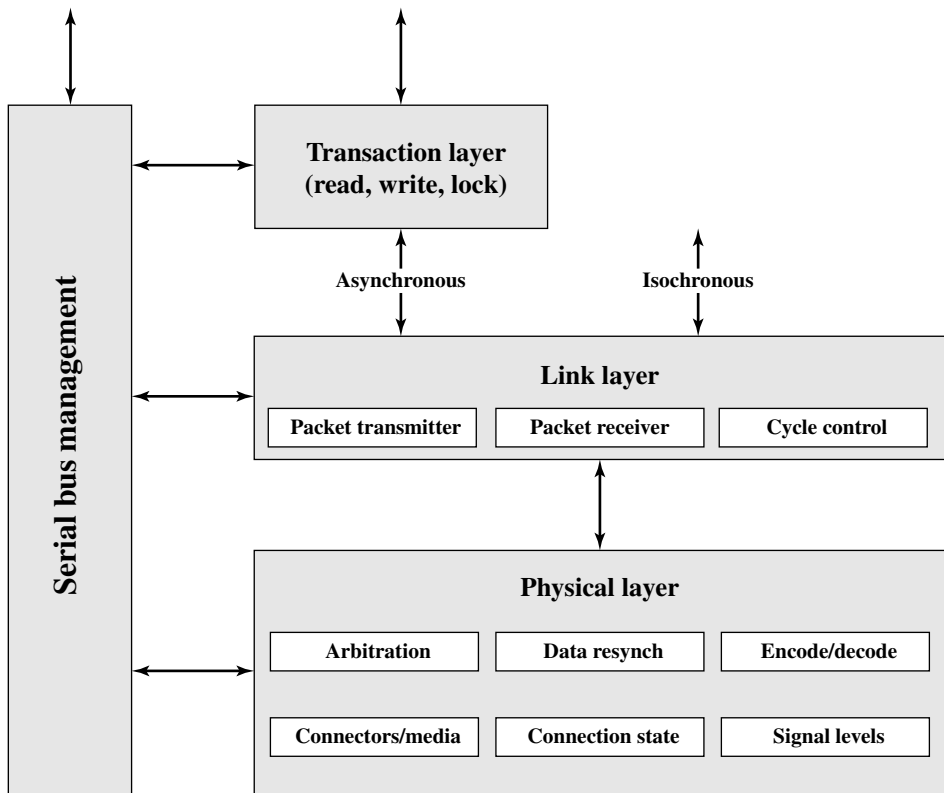 Serial bus management
Transaction layer
(read, write, lock)
Asynchronous
Isochronous
Link layer
Packet transmitter
Packet receiver
Cycle control
Physical layer
Arbitration
Data resynch
Encode/decode
Connectors/media
Connection state
Signal levels